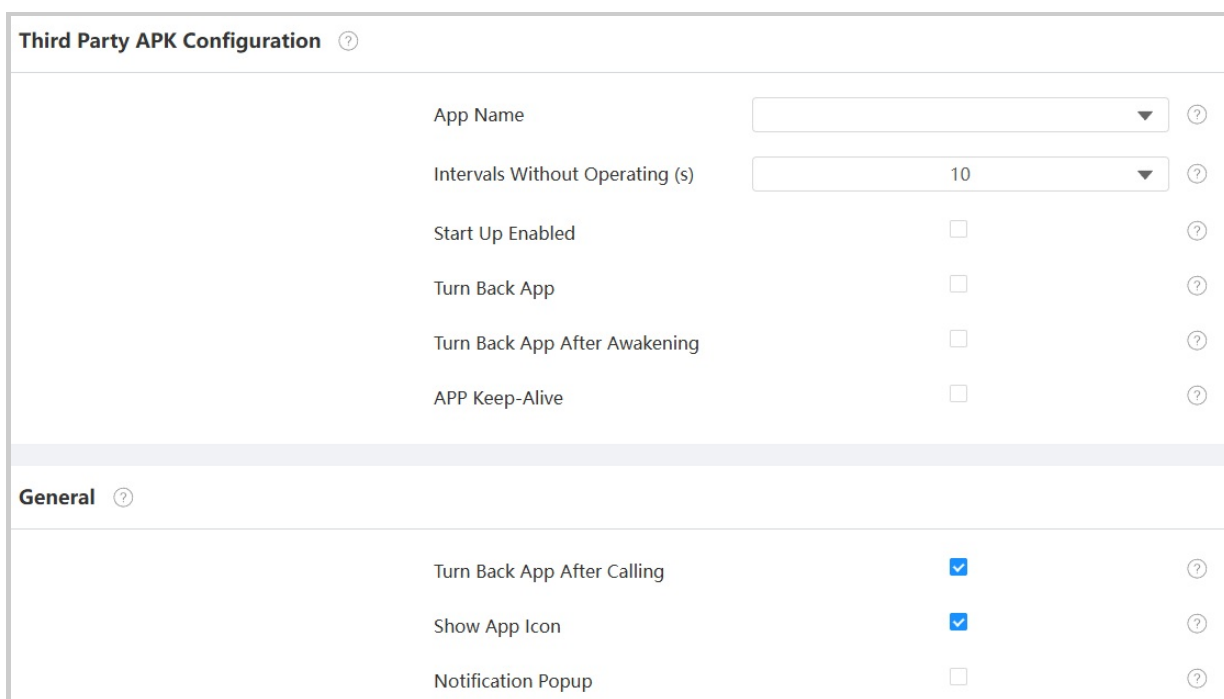 Third Party APK Configuration ?
App Name ?
Intervals Without Operating (s) 10 ?
Start Up Enabled ?
Turn Back App ?
Turn Back App After Awakening ?
APP Keep-Alive ?
General ?
Turn Back App After Calling ?
Show App Icon ?
Notification Popup ?